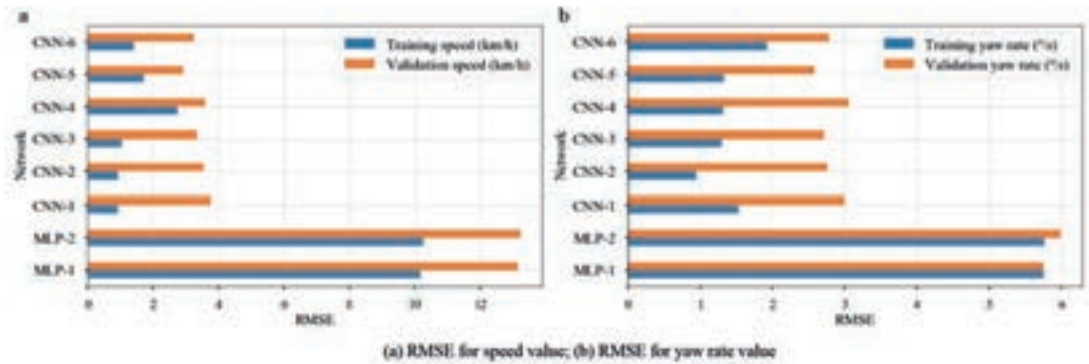 a
CNN-6
CNN-5
CNN-4
CNN-3
CNN-2
CNN-1
MLP-2
MLP-1
Network
Training speed (km/h)
Validation speed (km/h)
0 2 4 6 8 10 12
RMSE
b
CNN-6
CNN-5
CNN-4
CNN-3
CNN-2
CNN-1
MLP-2
MLP-1
Network
Training yaw rate (°/s)
Validation yaw rate (°/s)
0 1 2 3 4 5 6
RMSE
(a) RMSE for speed value; (b) RMSE for yaw rate value